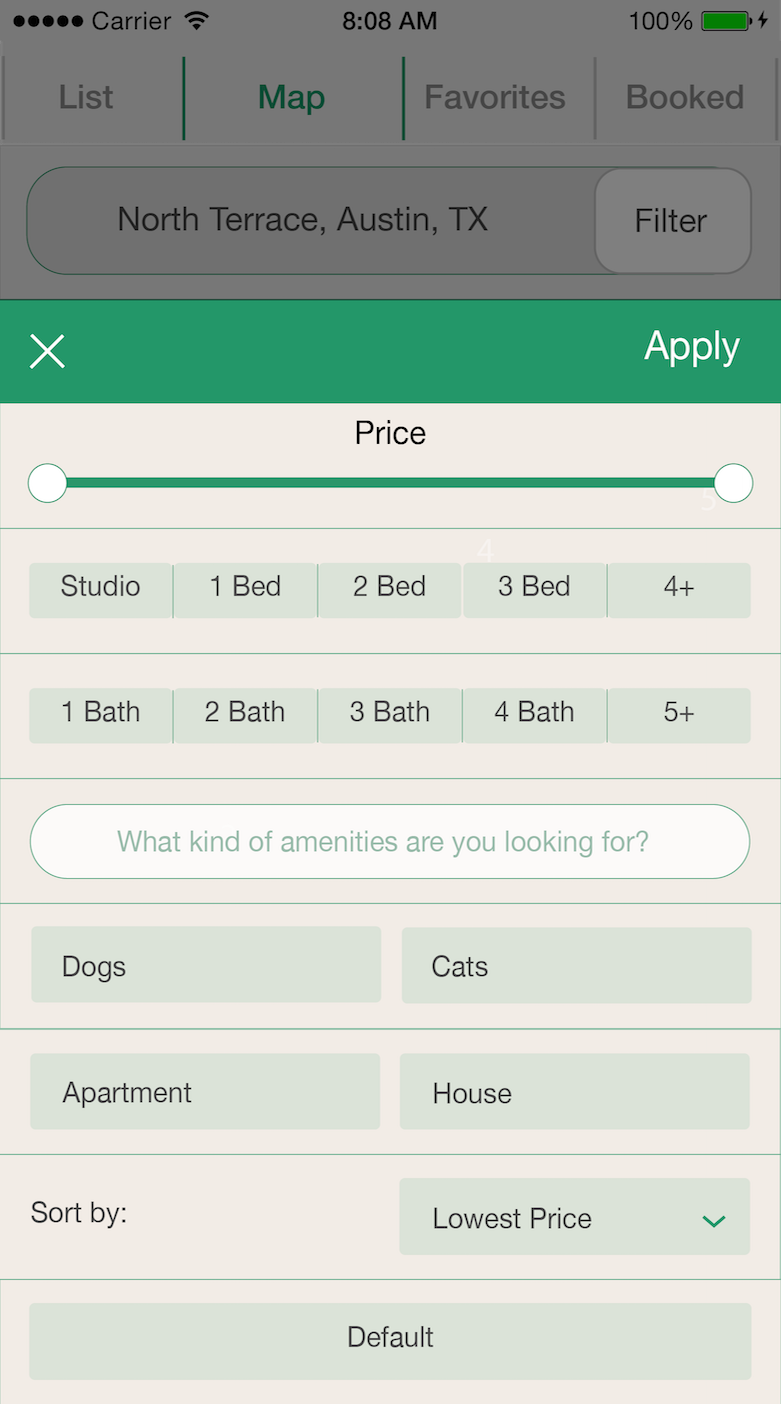 Carrier 8:08 AM 100%
List Map Favorites Booked
North Terrace, Austin, TX Filter
Apply
Price
5
4
Studio 1 Bed 2 Bed 3 Bed 4+
1 Bath 2 Bath 3 Bath 4 Bath 5+
What kind of amenities are you looking for?
Dogs Cats
Apartment House
Sort by: Lowest Price
Default